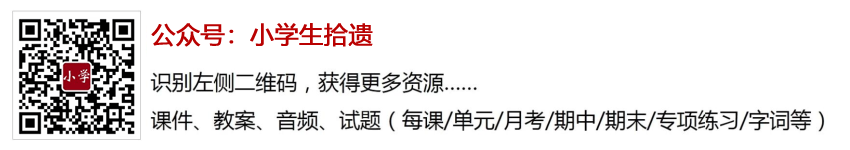 公众号：小学生拾遗
小学
识别左侧二维码，获得更多资源……
课件、教案、音频、试题（每课/单元/月考/期中/期末/专项练习/字词等）